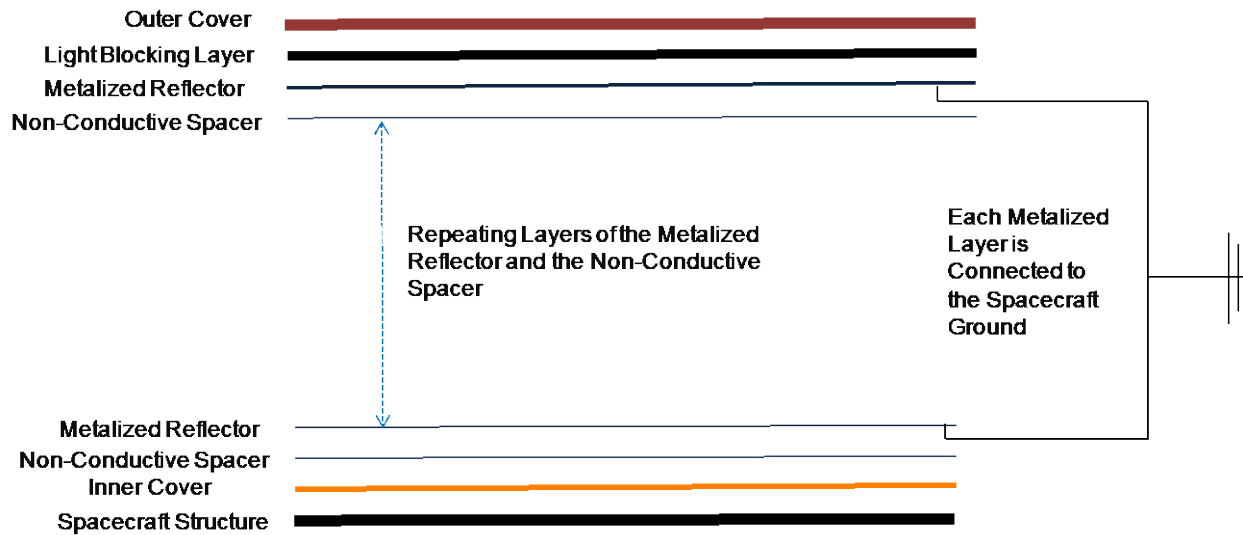 Outer Cover
Light Blocking Layer
Metalized Reflector
Non-Conductive Spacer
Repeating Layers of the Metalized
Reflector and the Non-Conductive
Spacer
Each Metalized
Layer is
Connected to
the Spacecraft
Ground
Metalized Reflector
Non-Conductive Spacer
Inner Cover
Spacecraft Structure